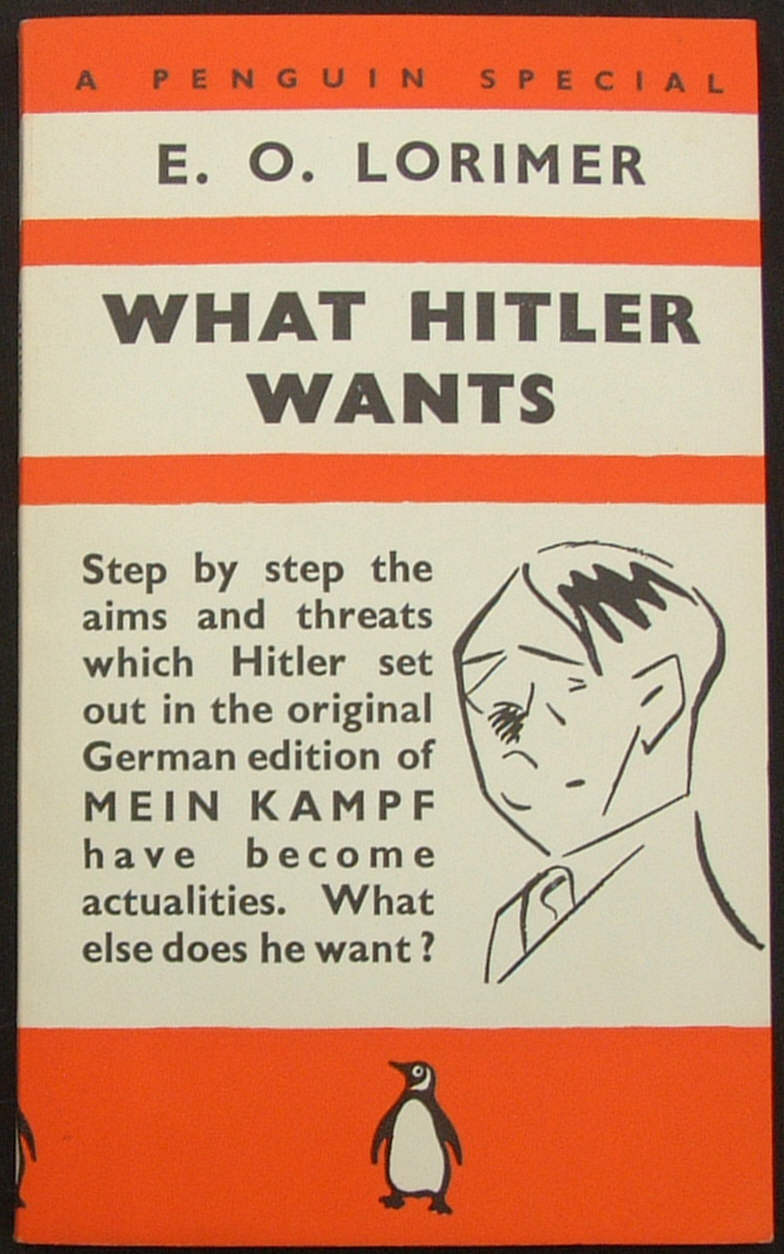 A PENGUIN SPECIAL
E. O. LORIMER
WHAT HITLER
WANTS
Step by step the
aims and threats
which Hitler set
out in the original
German edition of
MEIN KAMPF
have become
actualities. What
else does he want?